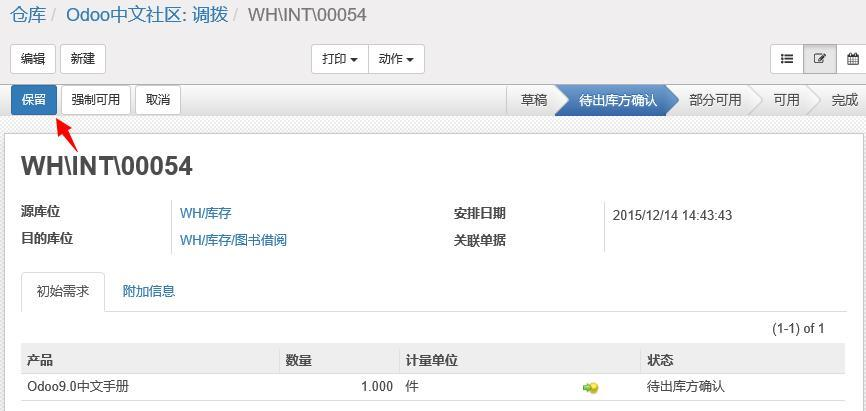 仓库 / Odoo中文社区: 调拨 / WH\INT\00054
编辑 新建 打印 动作
保留 强制可用 取消 草稿 待出库方确认 部分可用 可用 完成
WH\INT\00054
源库位 WH/库存 安排日期 2015/12/14 14:43:43
目的库位 WH/库存/图书借阅 关联单据
初始需求 附加信息
(1-1) of 1
产品 数量 计量单位 状态
Odoo9.0中文手册 1.000 件 待出库方确认